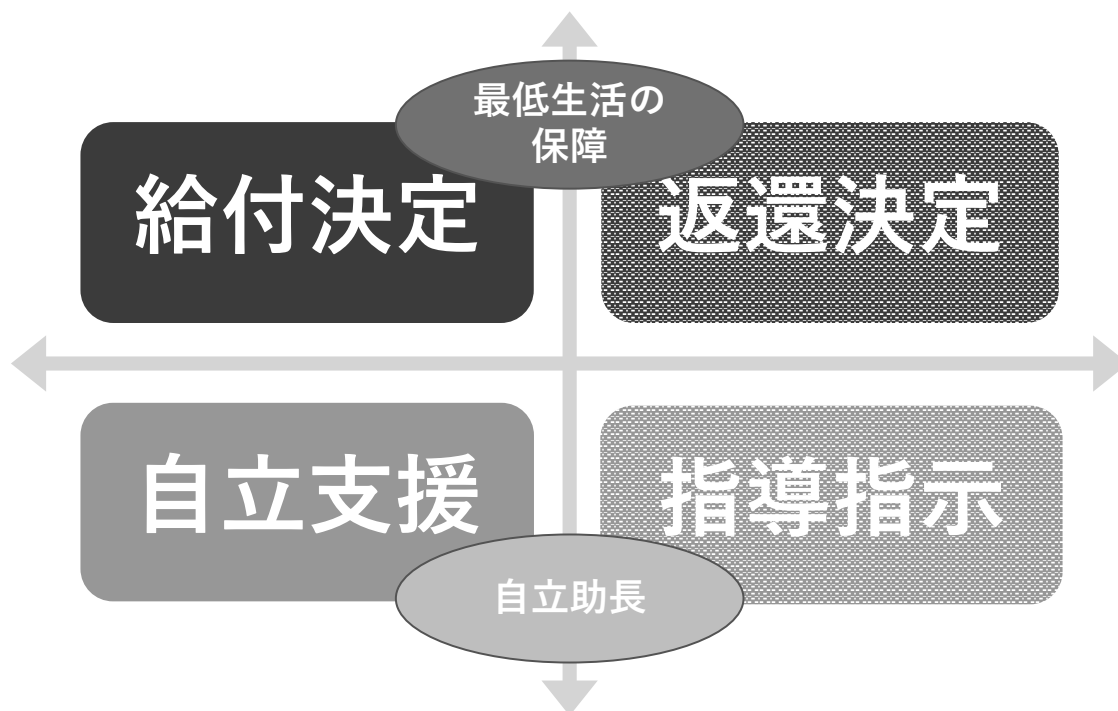 最低生活の
保障
給付決定
返還決定
自立支援
指導指示
自立助長